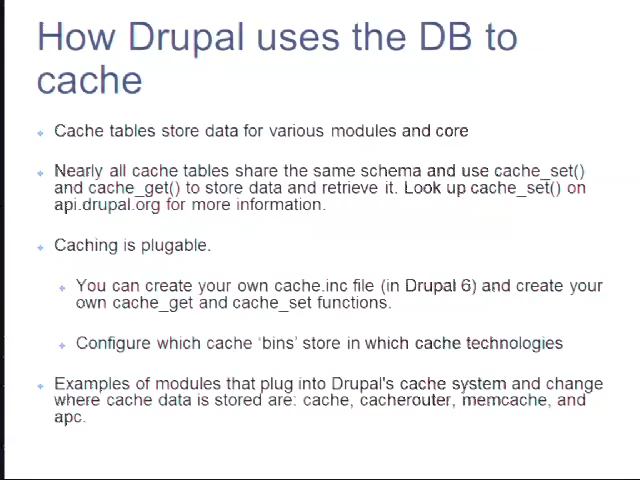 How Drupal uses the DB to
cache
Cache tables store data for various modules and core
Nearly all cache tables share the same schema and use cache_set()
and cache_get() to store data and retrieve it. Look up cache_set() on
api.drupal.org for more information.
Caching is plugable.
You can create your own cache.inc file (in Drupal 6) and create your
own cache_get and cache_set functions.
Configure which cache ‘bins’ store in which cache technologies
Examples of modules that plug into Drupal's cache system and change
where cache data is stored are: cache, cacherouter, memcache, and
apc.